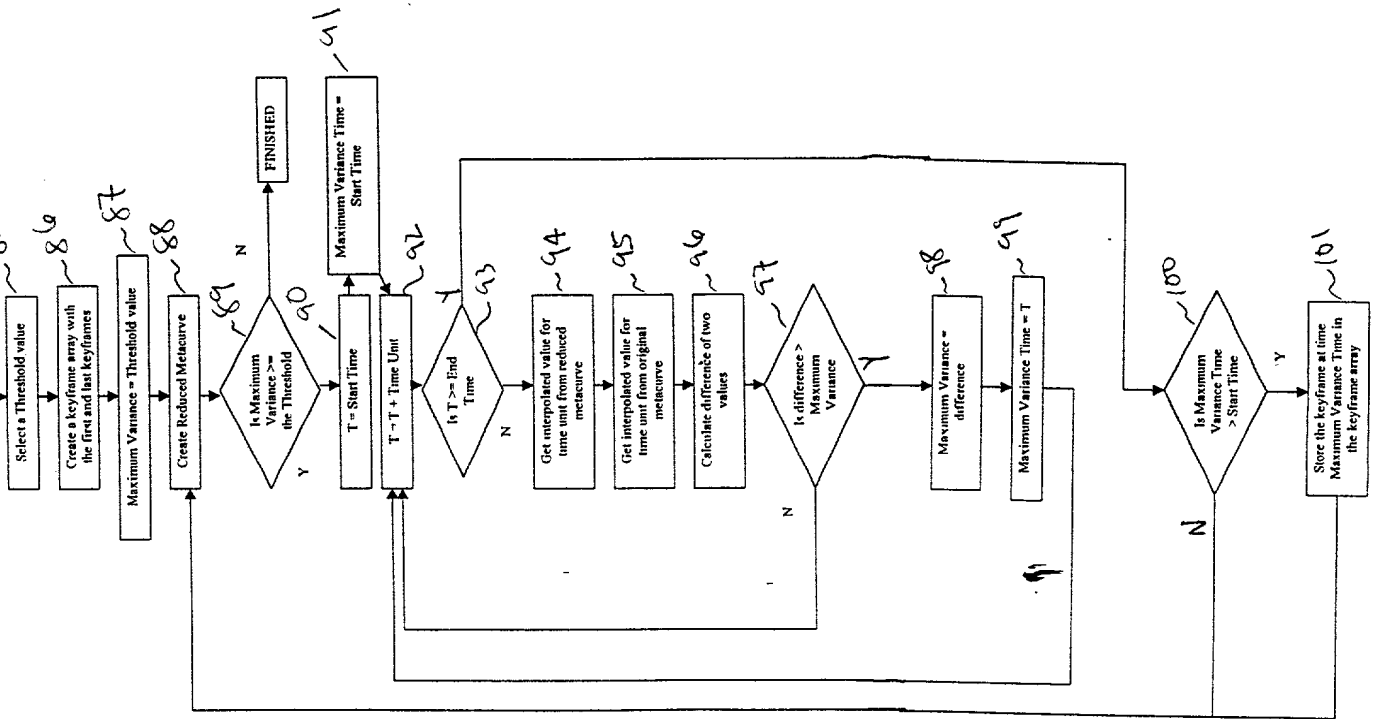 Select a Threshold value
86
Create a keyframe array with
the first and last keyframes
87
Maximum Variance = Threshold value
88
Create Reduced Metacurve
89
Is Maximum
Variance >=
the Threshold
N
FINISHED
Y
90
T = Start Time
91
Maximum Variance Time =
Start Time
92
T = T + Time Unit
93
Is T >= End
Time
Y
N
94
Get interpolated value for
time unit from reduced
metacurve
95
Get interpolated value for
time unit from original
metacurve
96
Calculate difference of two
values
97
Is difference >
Maximum
Variance
N
Y
98
Maximum Variance =
difference
99
Maximum Variance Time = T
100
Is Maximum
Variance Time
> Start Time
N
Y
101
Store the keyframe at time
Maximum Variance Time in
the keyframe array